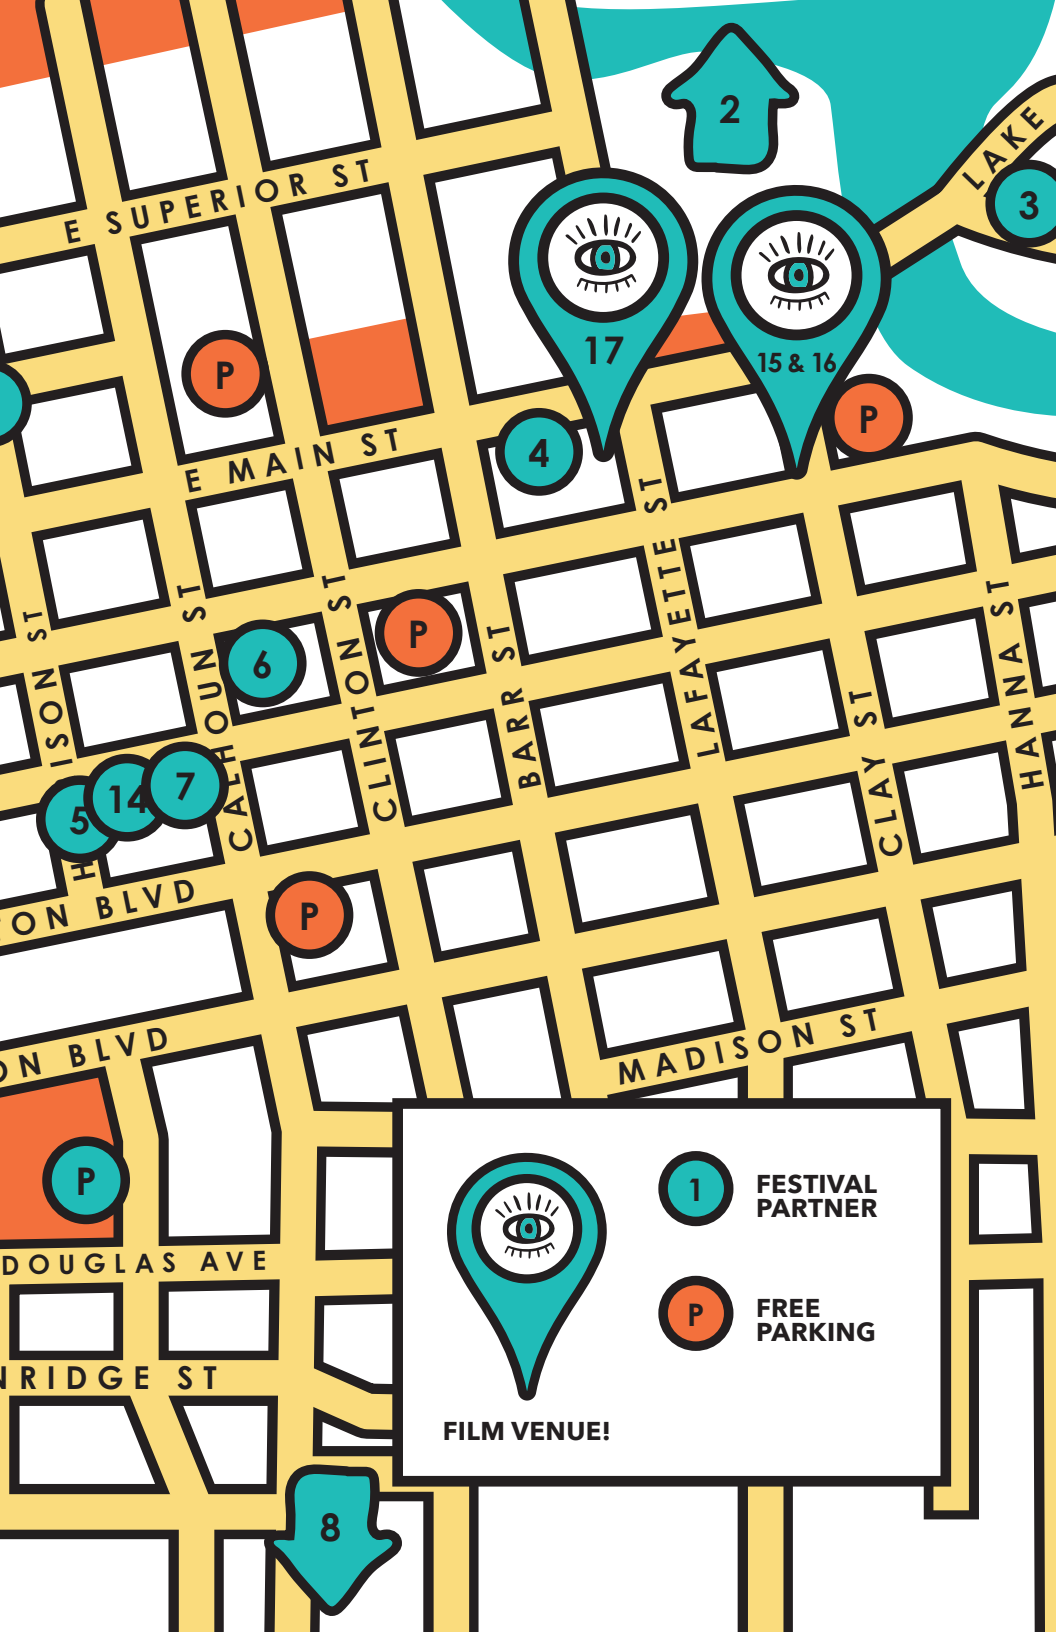 2
LAKE
3
E SUPERIOR ST
17
15 & 16
P
P
4
E MAIN ST
LAFAYETTE ST
HANNA ST
ISON ST
CALHOUN ST
CLINTON ST
P
BARR ST
6
CLAY ST
5
14
7
H
ON BLVD
P
ON BLVD
MADISON ST
P
DOUGLAS AVE
RIDGE ST
1
FESTIVAL
PARTNER
P
FREE
PARKING
FILM VENUE!
8